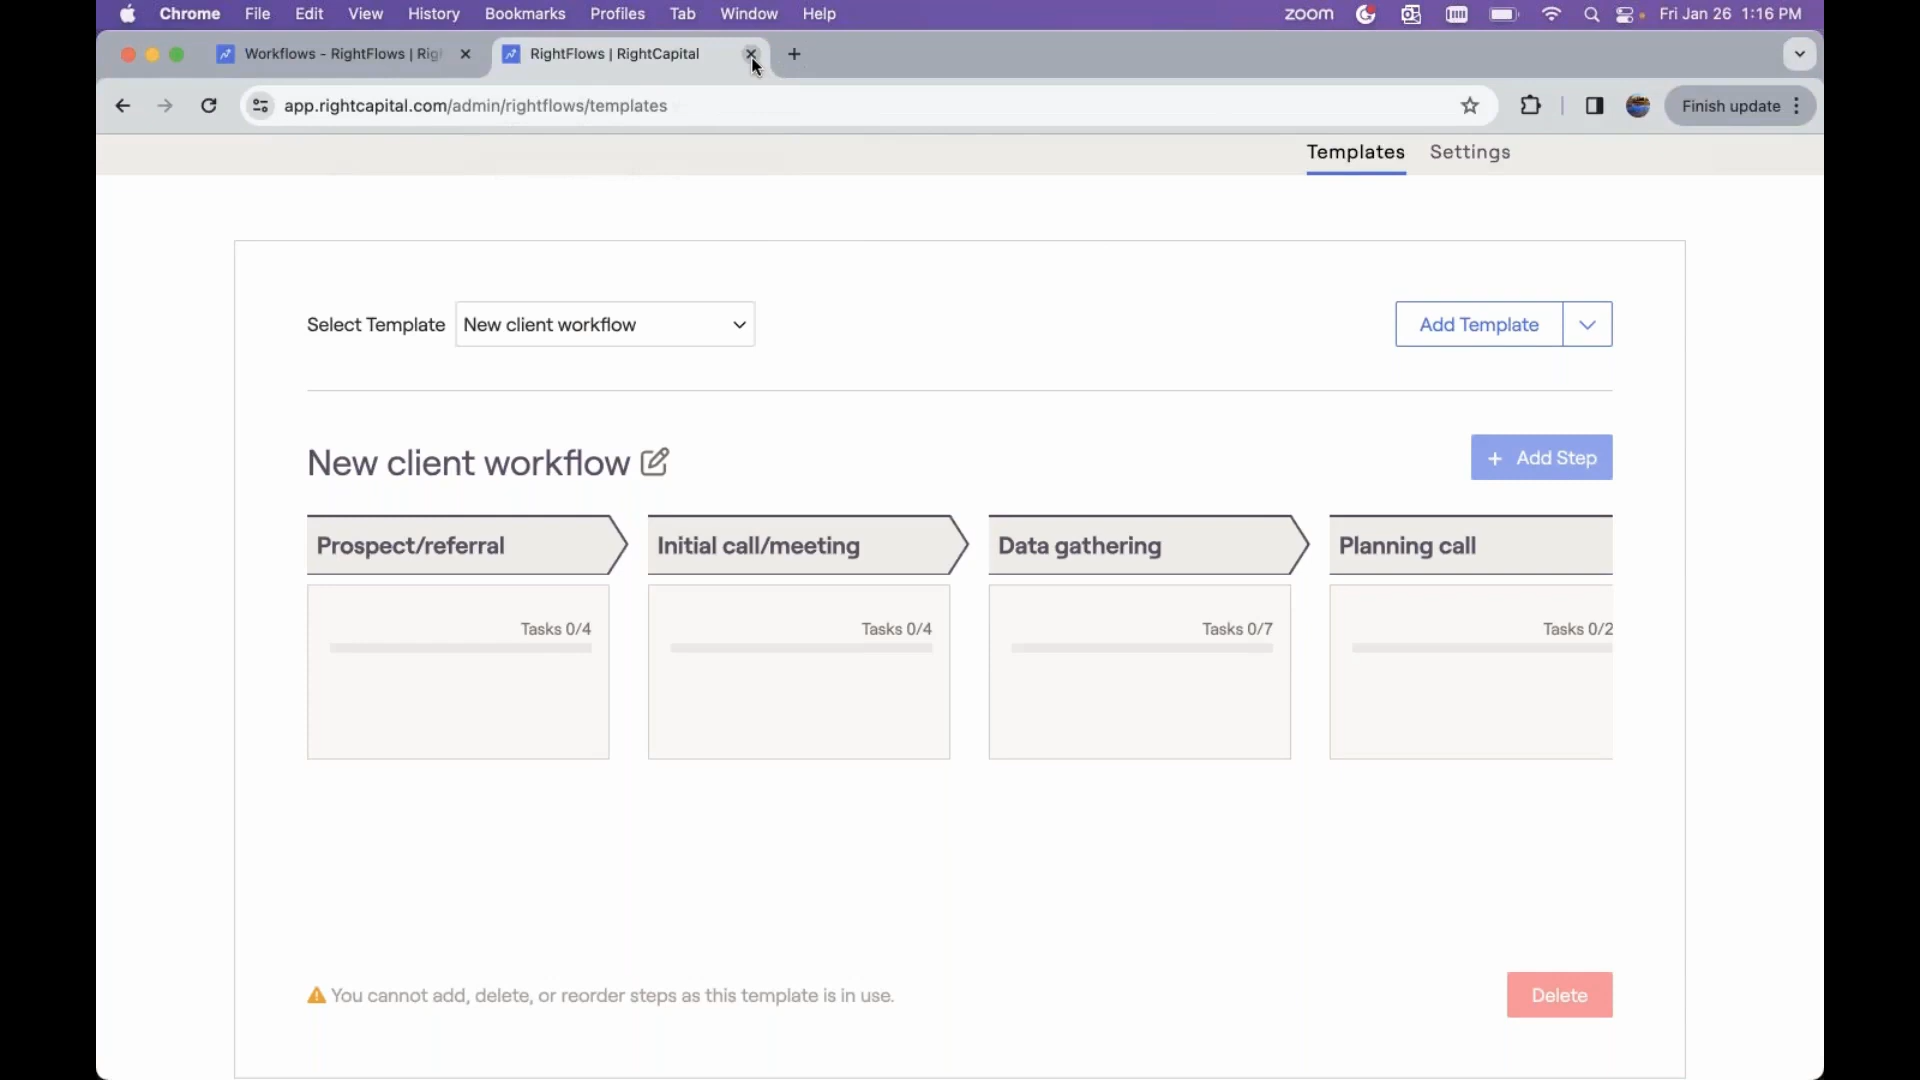 Chrome File Edit View History Bookmarks Profiles Tab Window Help zoom Fri Jan 26 1:16 PM
Workflows - RightFlows | Rig RightFlows | RightCapital
app.rightcapital.com/admin/rightflows/templates Finish update
Templates Settings
Select Template New client workflow Add Template
New client workflow + Add Step
Prospect/referral Initial call/meeting Data gathering Planning call
Tasks 0/4 Tasks 0/4 Tasks 0/7 Tasks 0/2
You cannot add, delete, or reorder steps as this template is in use. Delete